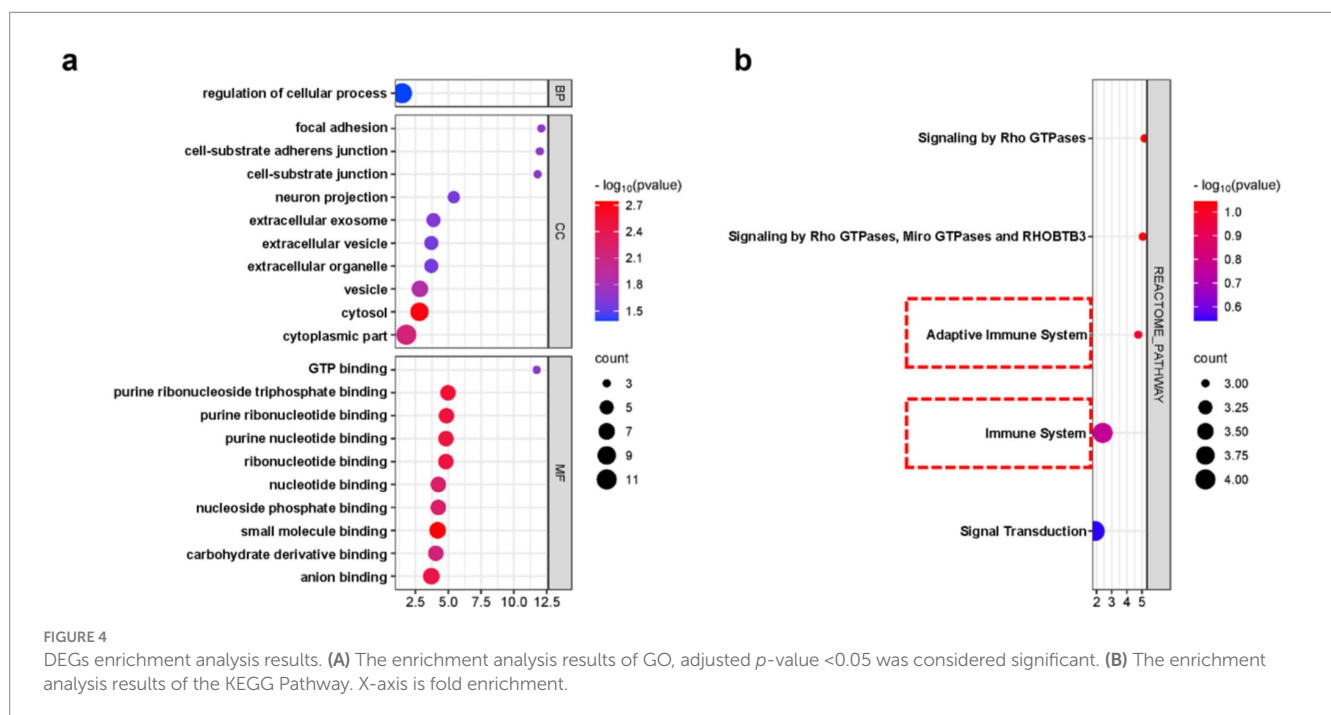 a
regulation of cellular process
BP
focal adhesion
cell-substrate adherens junction
cell-substrate junction
neuron projection
extracellular exosome
extracellular vesicle
extracellular organelle
vesicle
cytosol
cytoplasmic part
CC
GTP binding
purine ribonucleoside triphosphate binding
purine ribonucleotide binding
purine nucleotide binding
ribonucleotide binding
nucleotide binding
nucleoside phosphate binding
small molecule binding
carbohydrate derivative binding
anion binding
MF
2.5 5.0 7.5 10.0 12.5
- log10(pvalue)
2.7
2.4
2.1
1.8
1.5
count
3
5
7
9
11
b
Signaling by Rho GTPases
Signaling by Rho GTPases, Miro GTPases and RHOBTB3
Adaptive Immune System
Immune System
Signal Transduction
REACTOME_PATHWAY
2 3 4 5
- log10(pvalue)
1.0
0.9
0.8
0.7
0.6
count
3.00
3.25
3.50
3.75
4.00
FIGURE 4
DEGs enrichment analysis results. (A) The enrichment analysis results of GO, adjusted p-value <0.05 was considered significant. (B) The enrichment
analysis results of the KEGG Pathway. X-axis is fold enrichment.